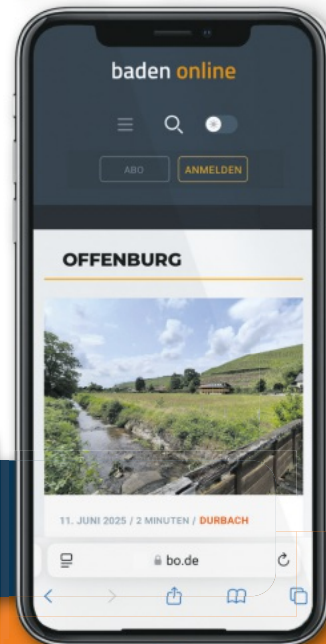 baden online
ABO
ANMELDEN
OFFENBURG
11. JUNI 2025 / 2 MINUTEN / DURBACH
bo.de